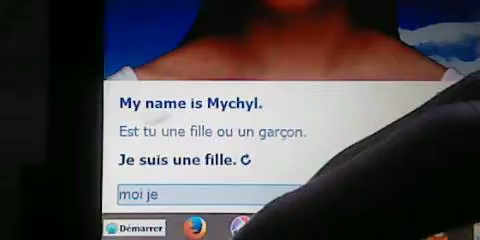 My name is Mychyl.
Est tu une fille ou un garçon.
Je suis une fille.
moi je
Démarrer